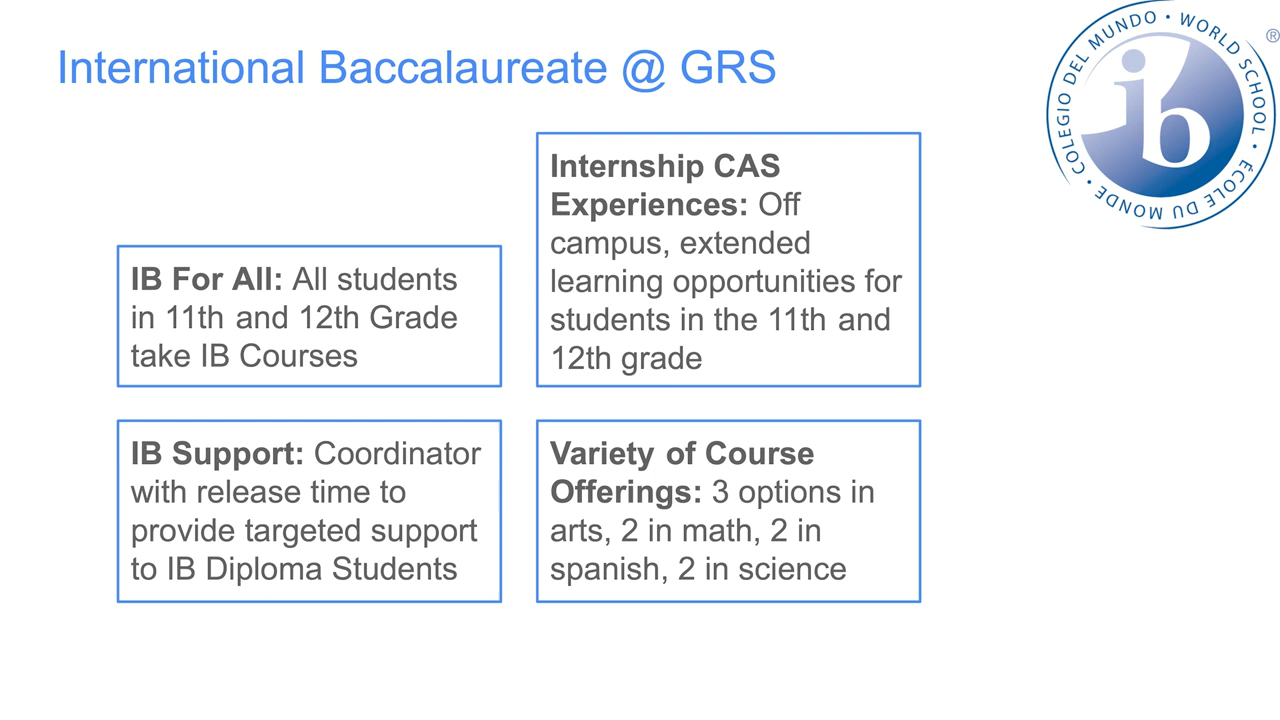 International Baccalaureate @ GRS
COLEGIO DEL MUNDO • WORLD SCHOOL • ÉCOLE DU MONDE •
ib
®
Internship CAS
Experiences: Off
campus, extended
learning opportunities for
students in the 11th and
12th grade
IB For All: All students
in 11th and 12th Grade
take IB Courses
IB Support: Coordinator
with release time to
provide targeted support
to IB Diploma Students
Variety of Course
Offerings: 3 options in
arts, 2 in math, 2 in
spanish, 2 in science